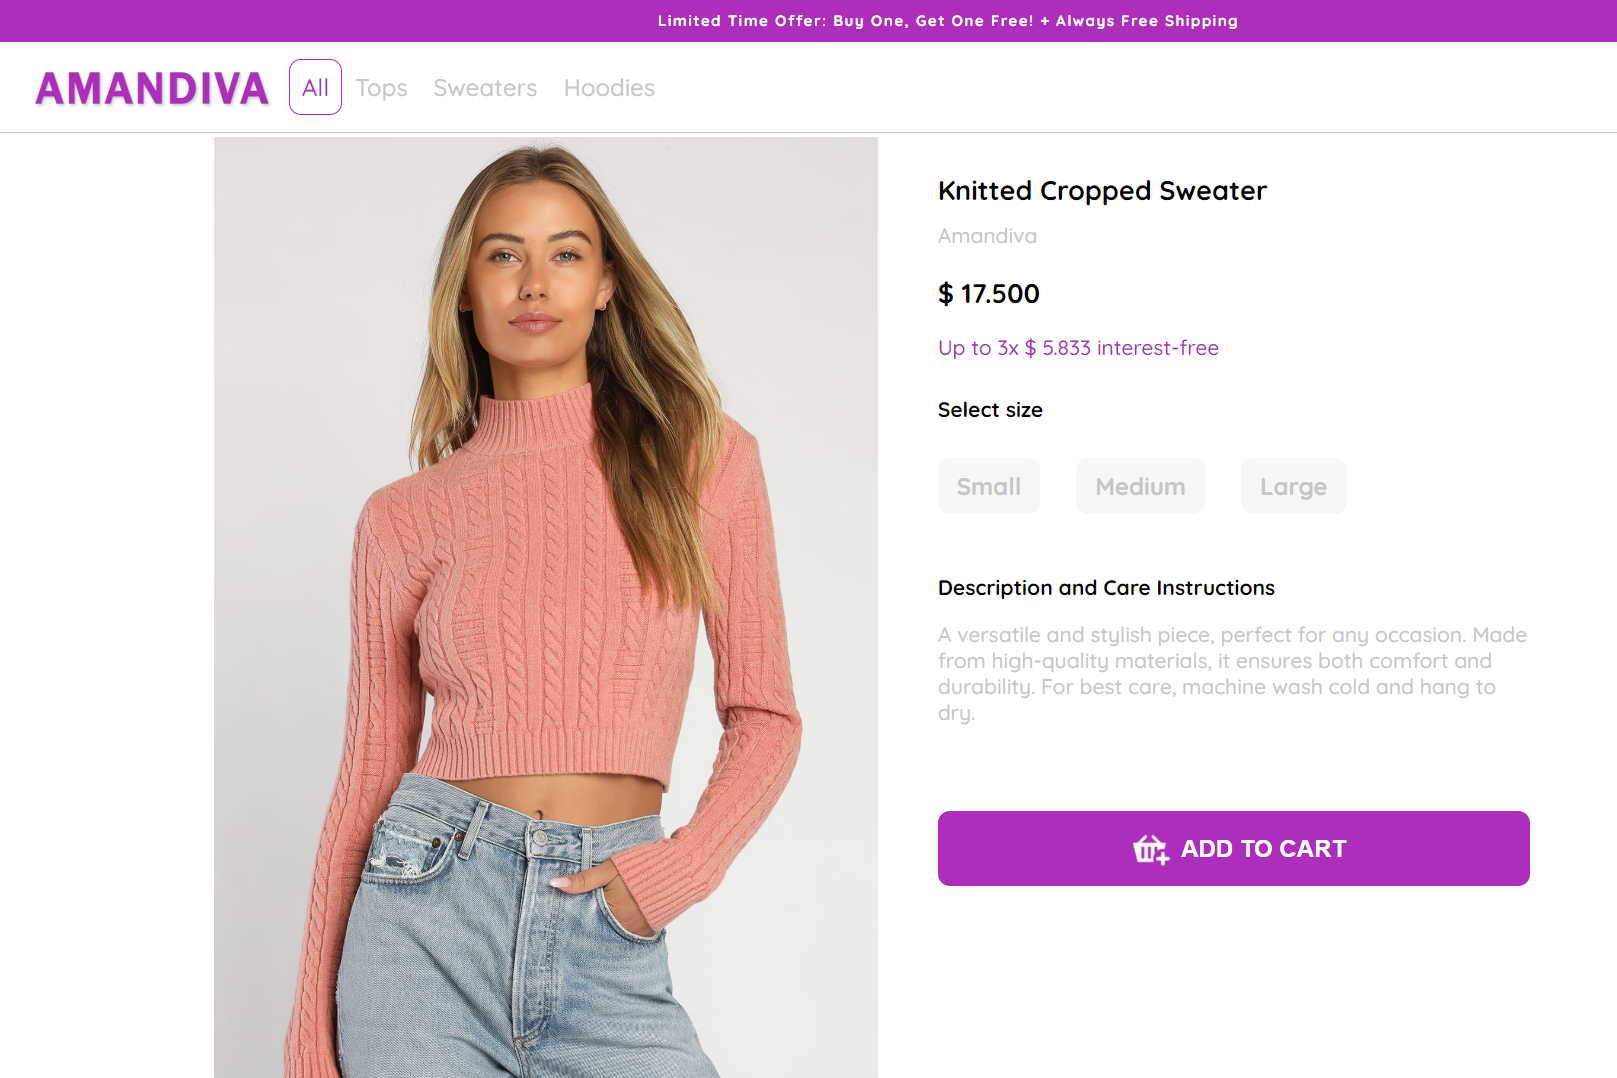 Limited Time Offer: Buy One, Get One Free! + Always Free Shipping
AMANDIVA
All
Tops
Sweaters
Hoodies
Knitted Cropped Sweater
Amandiva
$ 17.500
Up to 3x $ 5.833 interest-free
Select size
Small
Medium
Large
Description and Care Instructions
A versatile and stylish piece, perfect for any occasion. Made
from high-quality materials, it ensures both comfort and
durability. For best care, machine wash cold and hang to
dry.
ADD TO CART